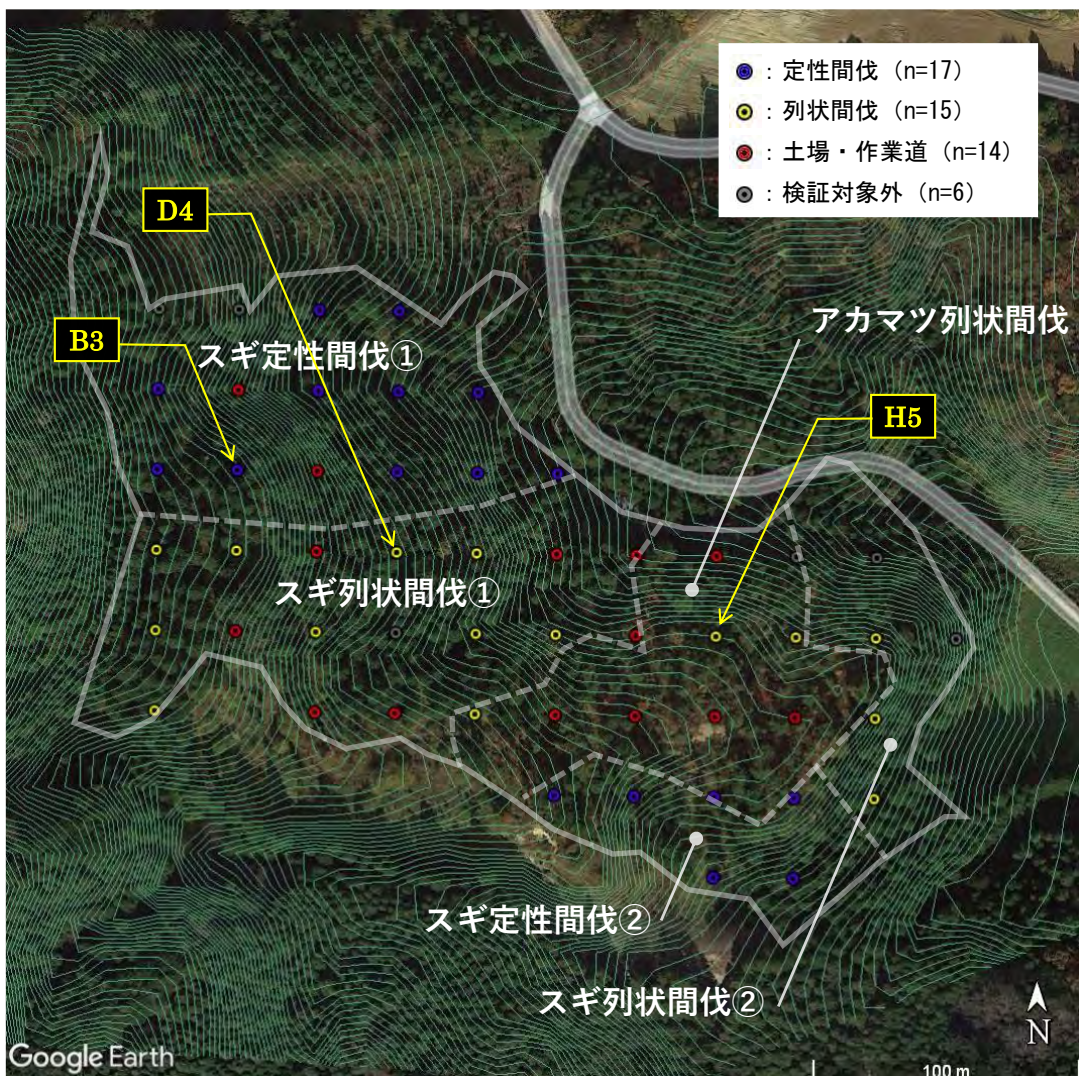 ：定性間伐（n=17）
：列状間伐（n=15）
：土場・作業道（n=14）
：検証対象外（n=6）
D4
アカマツ列状間伐
B3
スギ定性間伐①
H5
スギ列状間伐①
スギ定性間伐②
スギ列状間伐②
N
Google Earth
100 m